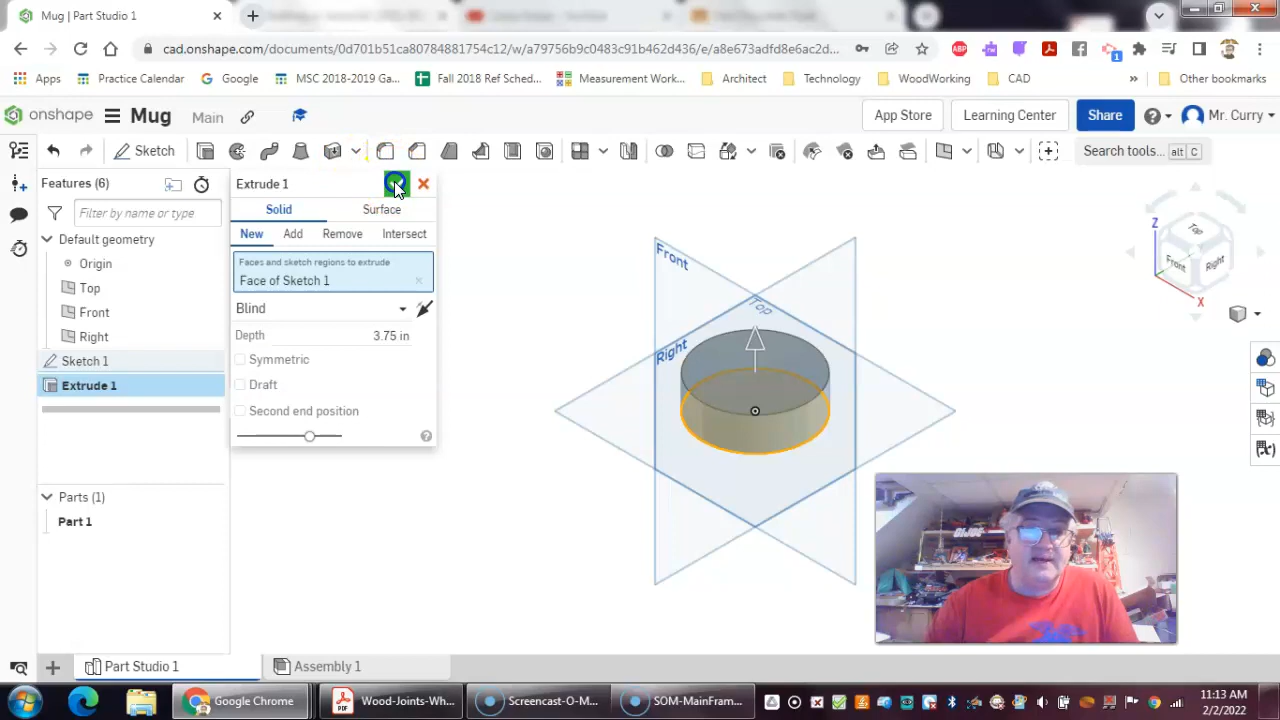 Mug | Part Studio 1
cad.onshape.com/documents/0d701b51ca80784881754c12/w/a79756b9c0483c91b462d436/e/a8e673adfd8e6ac2d...
ABP
1
Apps
Practice Calendar
Google
MSC 2018-2019 Ga...
Fall 2018 Ref Sched...
Measurement Work...
Architect
Technology
WoodWorking
CAD
»
Other bookmarks
onshape
Mug
Main
App Store
Learning Center
Share
Mr. Curry
Sketch
Search tools...
alt C
Features (6)
Filter by name or type
Default geometry
Origin
Top
Front
Right
Sketch 1
Extrude 1
Parts (1)
Part 1
Extrude 1
Solid
Surface
New
Add
Remove
Intersect
Faces and sketch regions to extrude
Face of Sketch 1
Blind
Depth
3.75 in
Symmetric
Draft
Second end position
Front
Top
Right
Z
Top
Front
Right
X
(x)
Part Studio 1
Assembly 1
Google Chrome
Wood-Joints-Wh...
Screencast-O-M...
SOM-MainFram...
11:13 AM
2/2/2022